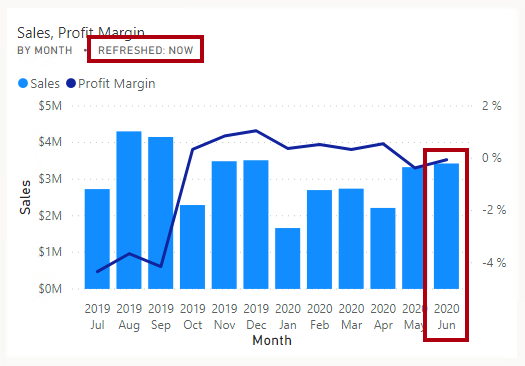 Sales, Profit Margin
BY MONTH • REFRESHED: NOW
Sales Profit Margin
$5M
$4M
$3M
$2M
$1M
$0M
Sales
2 %
0 %
-2 %
-4 %
2019 2019 2019 2019 2019 2019 2020 2020 2020 2020 2020 2020
Jul Aug Sep Oct Nov Dec Jan Feb Mar Apr May Jun
Month